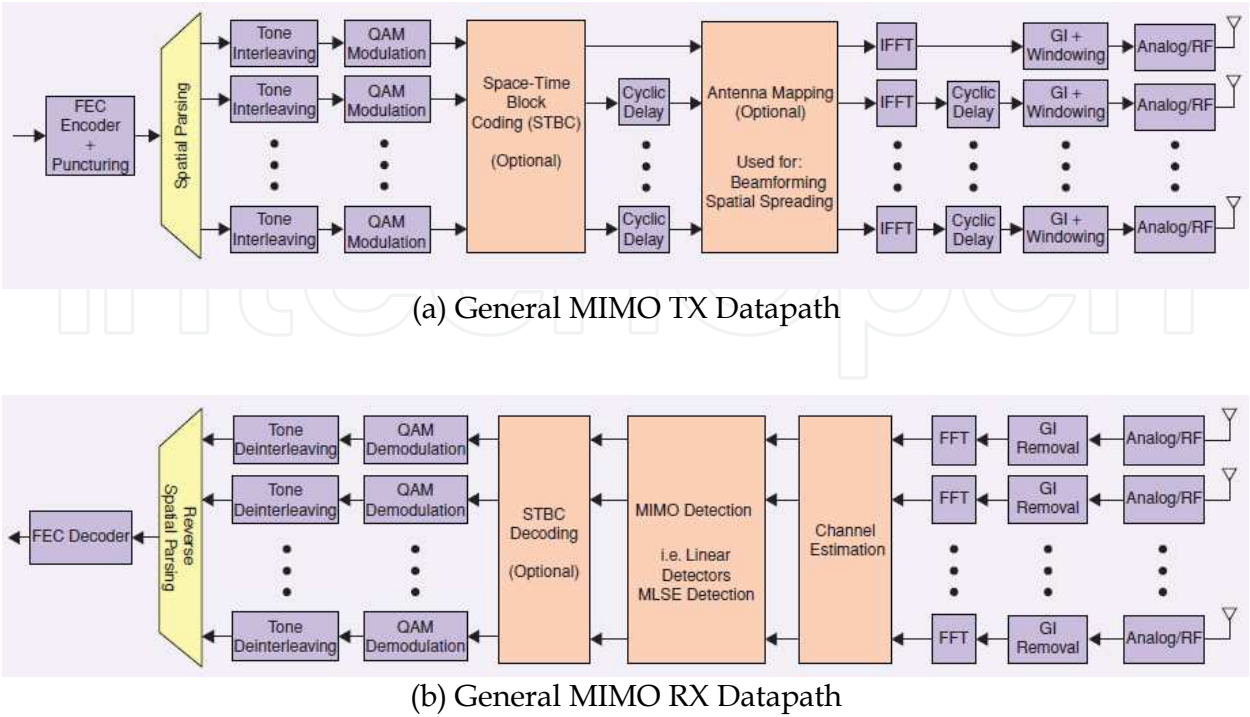 Tone
Interleaving
QAM
Modulation
IFFT
GI +
Windowing
Analog/RF
FEC
Encoder
+
Puncturing
Spatial Parsing
Tone
Interleaving
QAM
Modulation
Space-Time
Block
Coding (STBC)
(Optional)
Cyclic
Delay
Antenna Mapping
(Optional)
Used for:
Beamforming
Spatial Spreading
IFFT
Cyclic
Delay
GI +
Windowing
Analog/RF
Tone
Interleaving
QAM
Modulation
Cyclic
Delay
IFFT
Cyclic
Delay
GI +
Windowing
Analog/RF
(a) General MIMO TX Datapath
intechopen
Tone
Deinterleaving
QAM
Demodulation
FFT
GI
Removal
Analog/RF
FEC Decoder
Reverse
Spatial Parsing
Tone
Deinterleaving
QAM
Demodulation
STBC
Decoding
(Optional)
MIMO Detection
i.e. Linear
Detectors
MLSE Detection
Channel
Estimation
FFT
GI
Removal
Analog/RF
Tone
Deinterleaving
QAM
Demodulation
FFT
GI
Removal
Analog/RF
(b) General MIMO RX Datapath